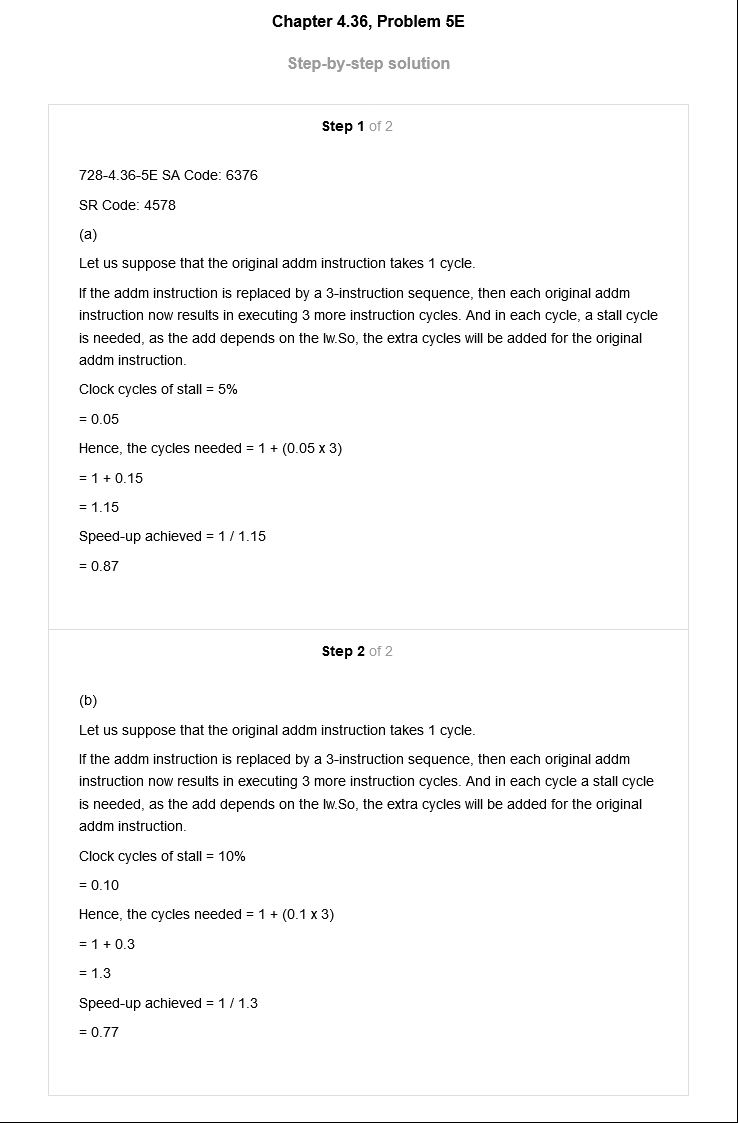 Chapter 4.36, Problem 5E
Step-by-step solution
Step 1 of 2
728-4.36-5E SA Code: 6376
SR Code: 4578
(a)
Let us suppose that the original addm instruction takes 1 cycle.
If the addm instruction is replaced by a 3-instruction sequence, then each original addm
instruction now results in executing 3 more instruction cycles. And in each cycle, a stall cycle
is needed, as the add depends on the lw.So, the extra cycles will be added for the original
addm instruction.
Clock cycles of stall = 5%
= 0.05
Hence, the cycles needed = 1 + (0.05 x 3)
= 1 + 0.15
= 1.15
Speed-up achieved = 1 / 1.15
= 0.87
Step 2 of 2
(b)
Let us suppose that the original addm instruction takes 1 cycle.
If the addm instruction is replaced by a 3-instruction sequence, then each original addm
instruction now results in executing 3 more instruction cycles. And in each cycle a stall cycle
is needed, as the add depends on the lw.So, the extra cycles will be added for the original
addm instruction.
Clock cycles of stall = 10%
= 0.10
Hence, the cycles needed = 1 + (0.1 x 3)
= 1 + 0.3
= 1.3
Speed-up achieved = 1 / 1.3
= 0.77